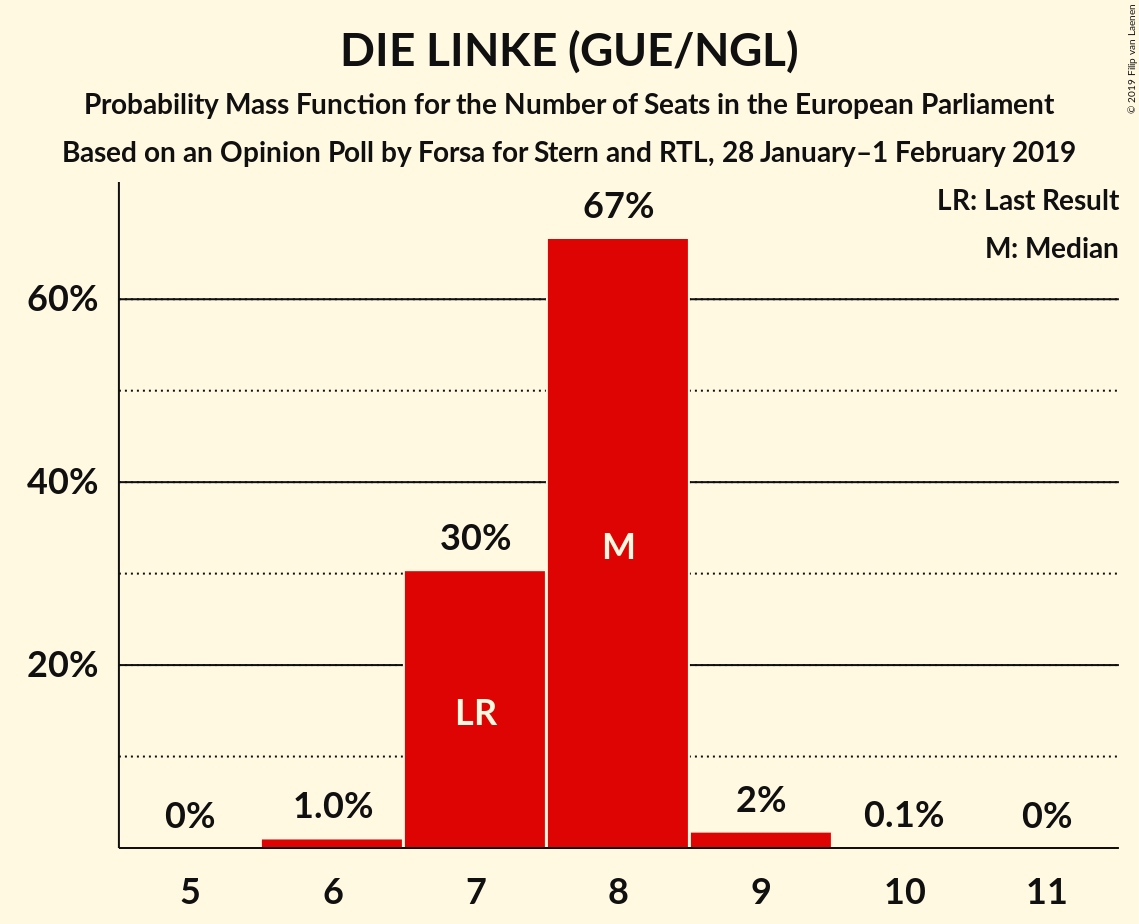 DIE LINKE (GUE/NGL)
Probability Mass Function for the Number of Seats in the European Parliament
Based on an Opinion Poll by Forsa for Stern and RTL, 28 January–1 February 2019
© 2019 Filip van Laenen
LR: Last Result
M: Median
67%
60%
40%
30%
M
20%
LR
0%
1.0%
2%
0.1%
0%
5 6 7 8 9 10 11